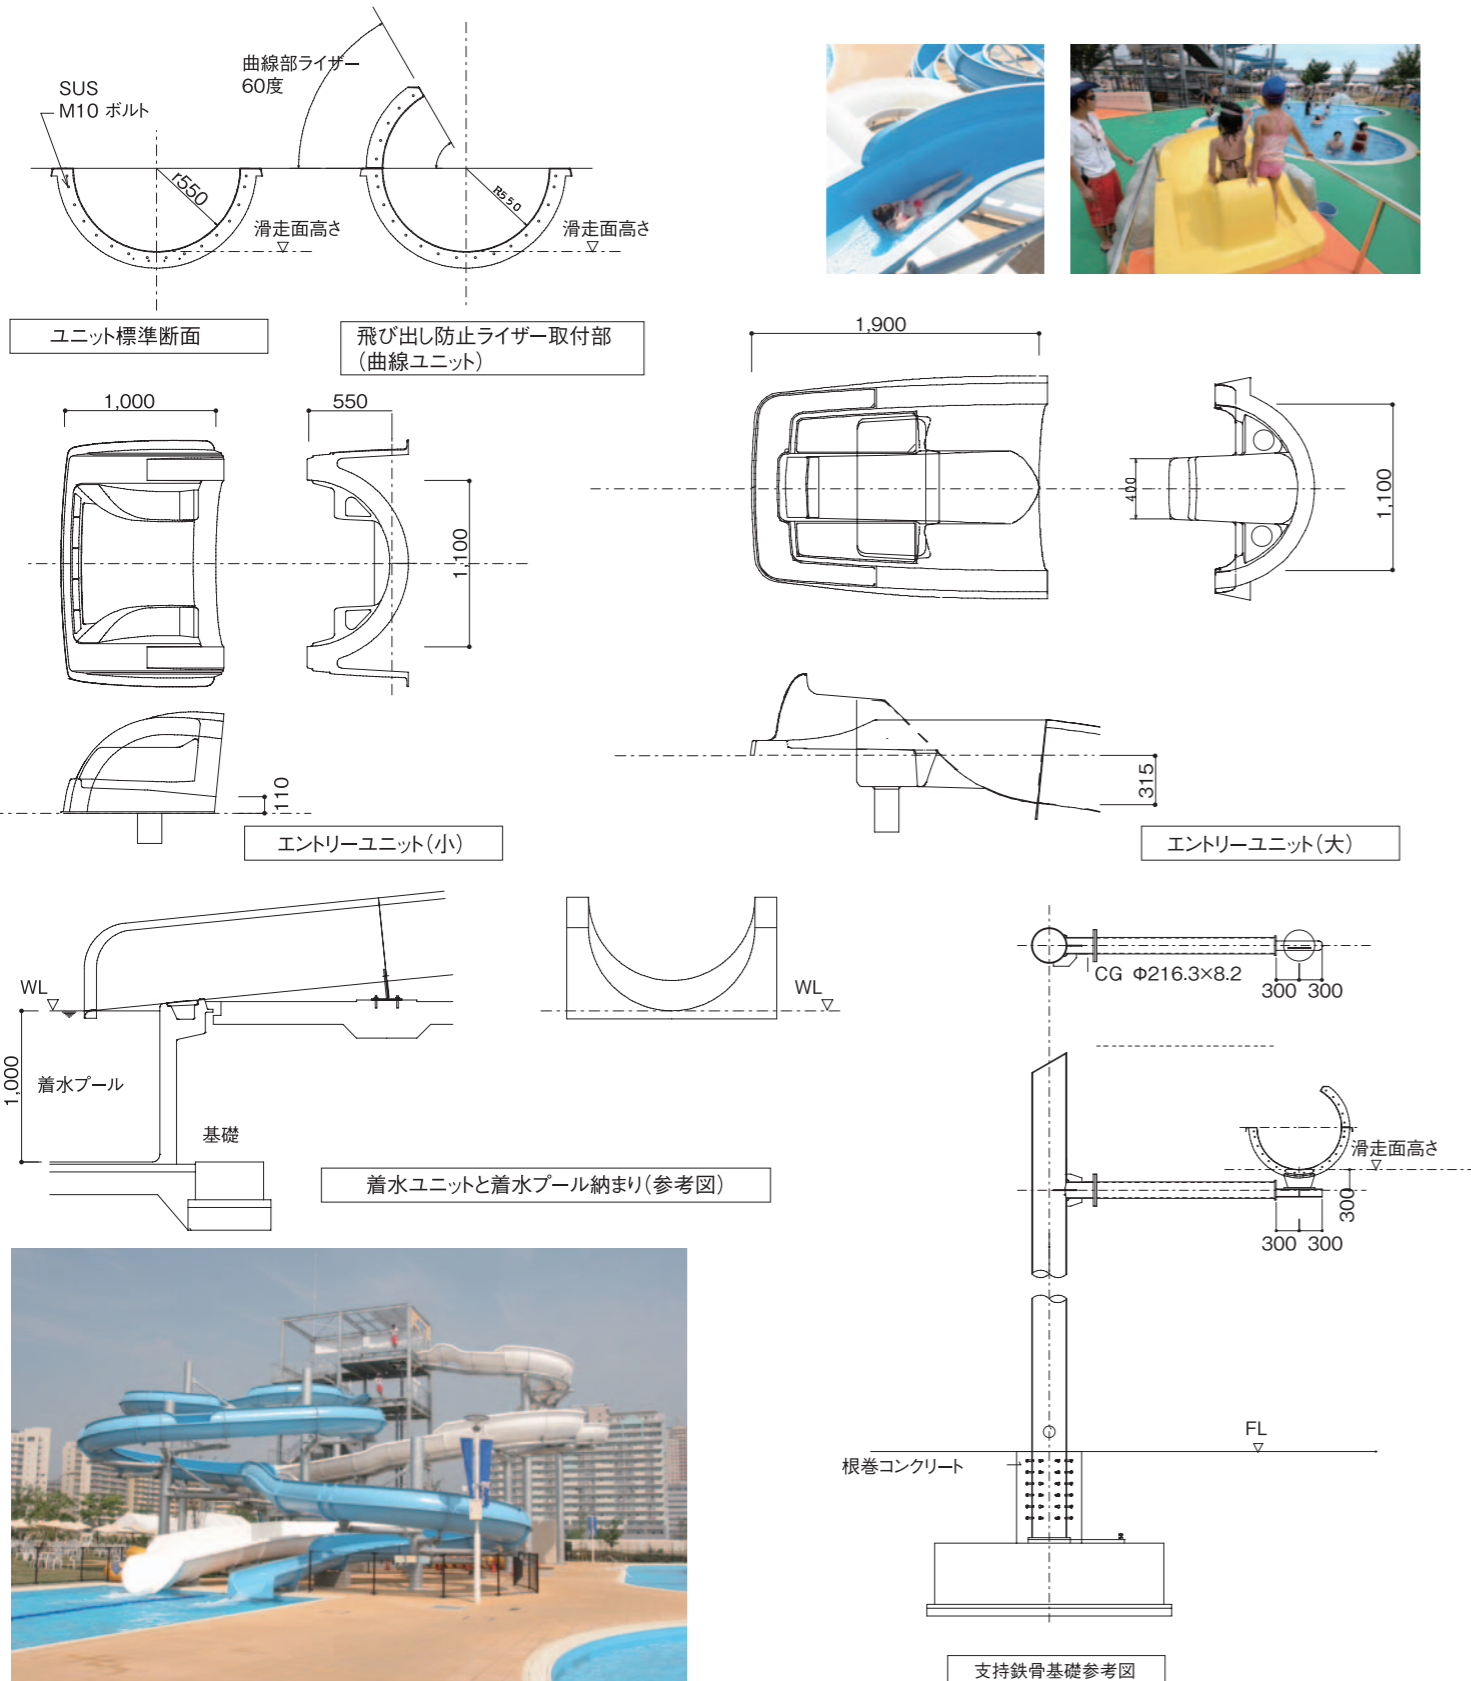 曲線部ライザー
60度
SUS
M10 ボルト
r550
R550
滑走面高さ
滑走面高さ
ユニット標準断面
飛び出し防止ライザー取付部
（曲線ユニット）
1,000
550
1,100
110
エントリーユニット（小）
1,900
400
1,100
315
エントリーユニット（大）
WL
WL
1,000
着水プール
基礎
着水ユニットと着水プール納まり（参考図）
CG Φ216.3×8.2
300 300
滑走面高さ
300
300 300
FL
根巻コンクリート
支持鉄骨基礎参考図